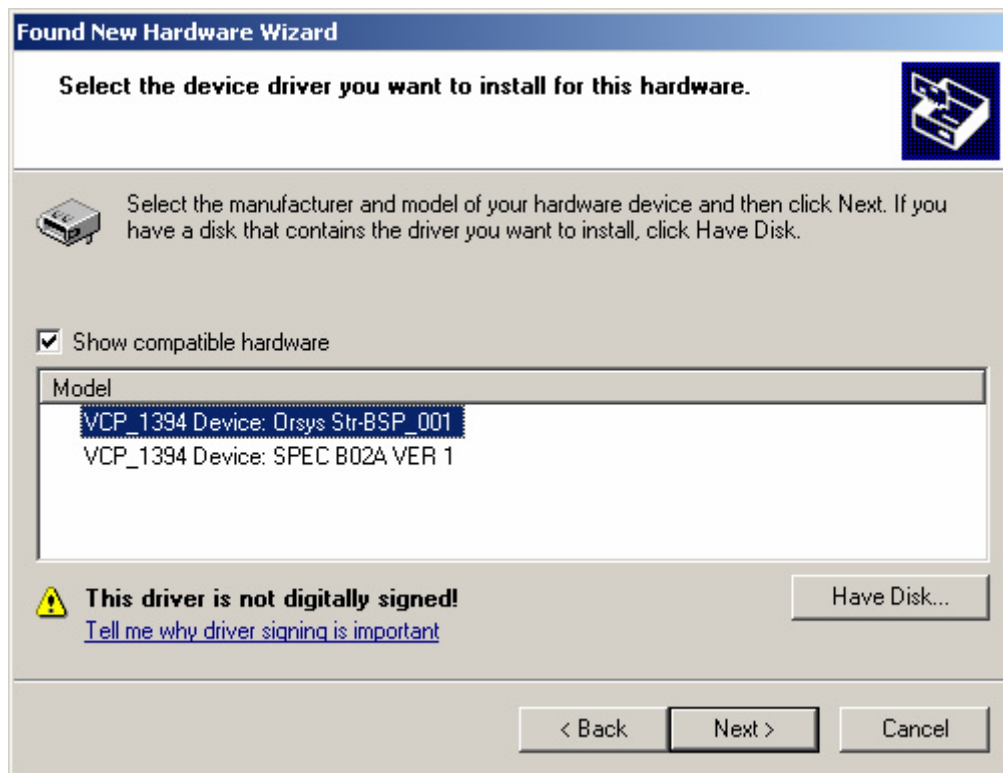 Found New Hardware Wizard
Select the device driver you want to install for this hardware.
Select the manufacturer and model of your hardware device and then click Next. If you
have a disk that contains the driver you want to install, click Have Disk.
Show compatible hardware
Model
VCP_1394 Device: Orsys Str-BSP_001
VCP_1394 Device: SPEC B02A VER 1
This driver is not digitally signed!
Have Disk...
Tell me why driver signing is important
< Back
Next >
Cancel